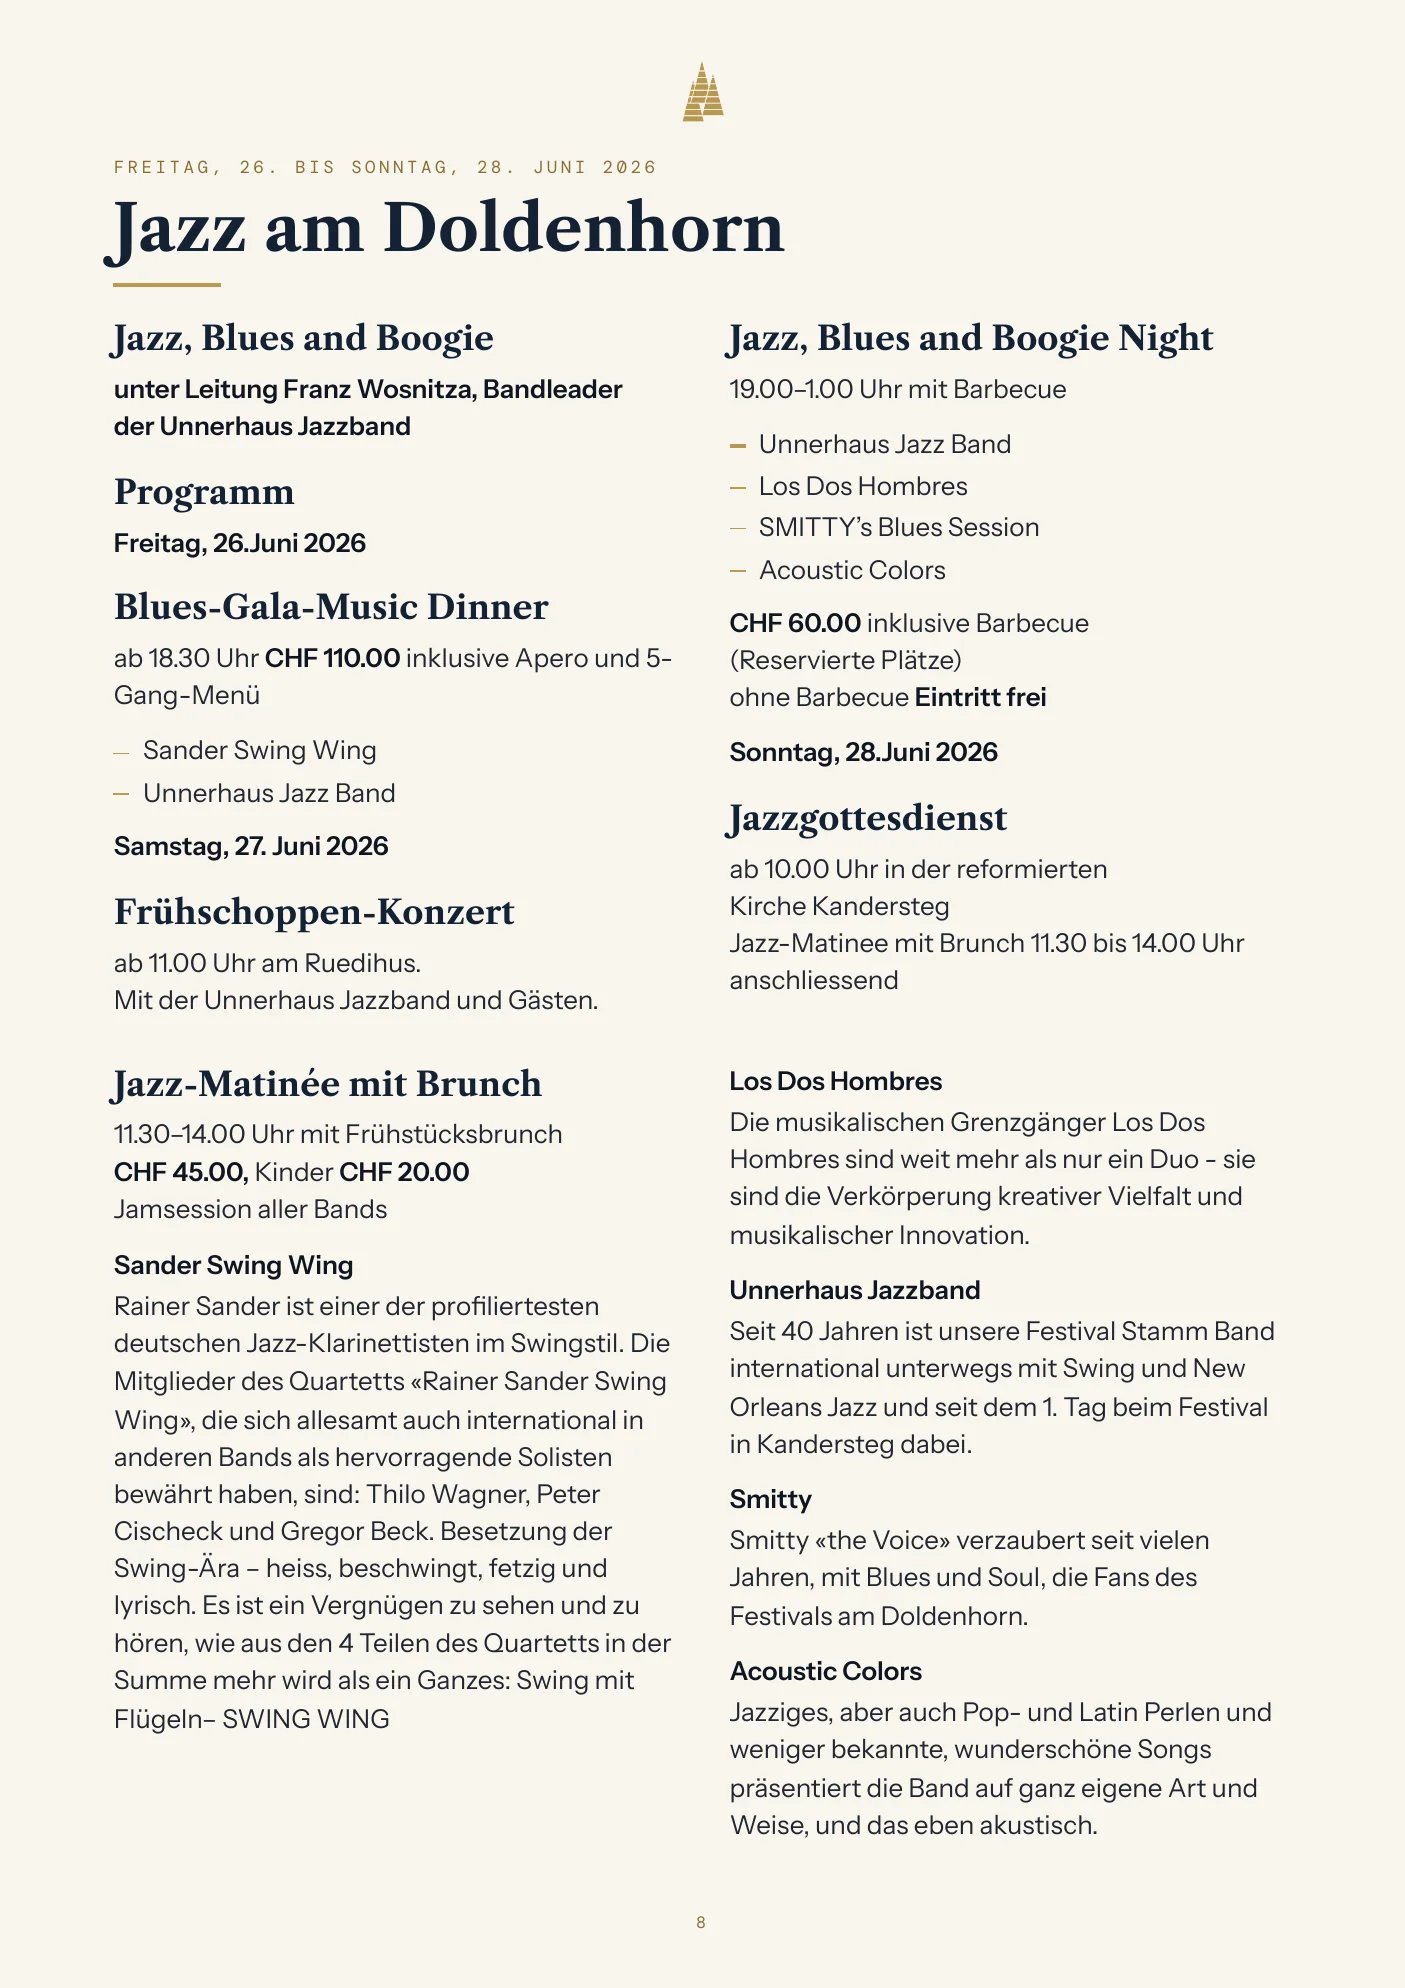 FREITAG, 26. BIS SONNTAG, 28. JUNI 2026
Jazz am Doldenhorn
Jazz, Blues and Boogie
unter Leitung Franz Wosnitza, Bandleader
der Unnerhaus Jazzband
Programm
Freitag, 26.Juni 2026
Blues-Gala-Music Dinner
ab 18.30 Uhr CHF 110.00 inklusive Apero und 5-
Gang-Menü
– Sander Swing Wing
– Unnerhaus Jazz Band
Samstag, 27. Juni 2026
Frühschoppen-Konzert
ab 11.00 Uhr am Ruedihus.
Mit der Unnerhaus Jazzband und Gästen.
Jazz, Blues and Boogie Night
19.00–1.00 Uhr mit Barbecue
– Unnerhaus Jazz Band
– Los Dos Hombres
– SMITTY’s Blues Session
– Acoustic Colors
CHF 60.00 inklusive Barbecue
(Reservierte Plätze)
ohne Barbecue Eintritt frei
Sonntag, 28.Juni 2026
Jazzgottesdienst
ab 10.00 Uhr in der reformierten
Kirche Kandersteg
Jazz-Matinee mit Brunch 11.30 bis 14.00 Uhr
anschliessend
Jazz-Matinée mit Brunch
11.30–14.00 Uhr mit Frühstücksbrunch
CHF 45.00, Kinder CHF 20.00
Jamsession aller Bands
Sander Swing Wing
Rainer Sander ist einer der profiliertesten
deutschen Jazz-Klarinettisten im Swingstil. Die
Mitglieder des Quartetts «Rainer Sander Swing
Wing», die sich allesamt auch international in
anderen Bands als hervorragende Solisten
bewährt haben, sind: Thilo Wagner, Peter
Cischeck und Gregor Beck. Besetzung der
Swing-Ära – heiss, beschwingt, fetzig und
lyrisch. Es ist ein Vergnügen zu sehen und zu
hören, wie aus den 4 Teilen des Quartetts in der
Summe mehr wird als ein Ganzes: Swing mit
Flügeln– SWING WING
Los Dos Hombres
Die musikalischen Grenzgänger Los Dos
Hombres sind weit mehr als nur ein Duo - sie
sind die Verkörperung kreativer Vielfalt und
musikalischer Innovation.
Unnerhaus Jazzband
Seit 40 Jahren ist unsere Festival Stamm Band
international unterwegs mit Swing und New
Orleans Jazz und seit dem 1. Tag beim Festival
in Kandersteg dabei.
Smitty
Smitty «the Voice» verzaubert seit vielen
Jahren, mit Blues und Soul, die Fans des
Festivals am Doldenhorn.
Acoustic Colors
Jazziges, aber auch Pop- und Latin Perlen und
weniger bekannte, wunderschöne Songs
präsentiert die Band auf ganz eigene Art und
Weise, und das eben akustisch.
8